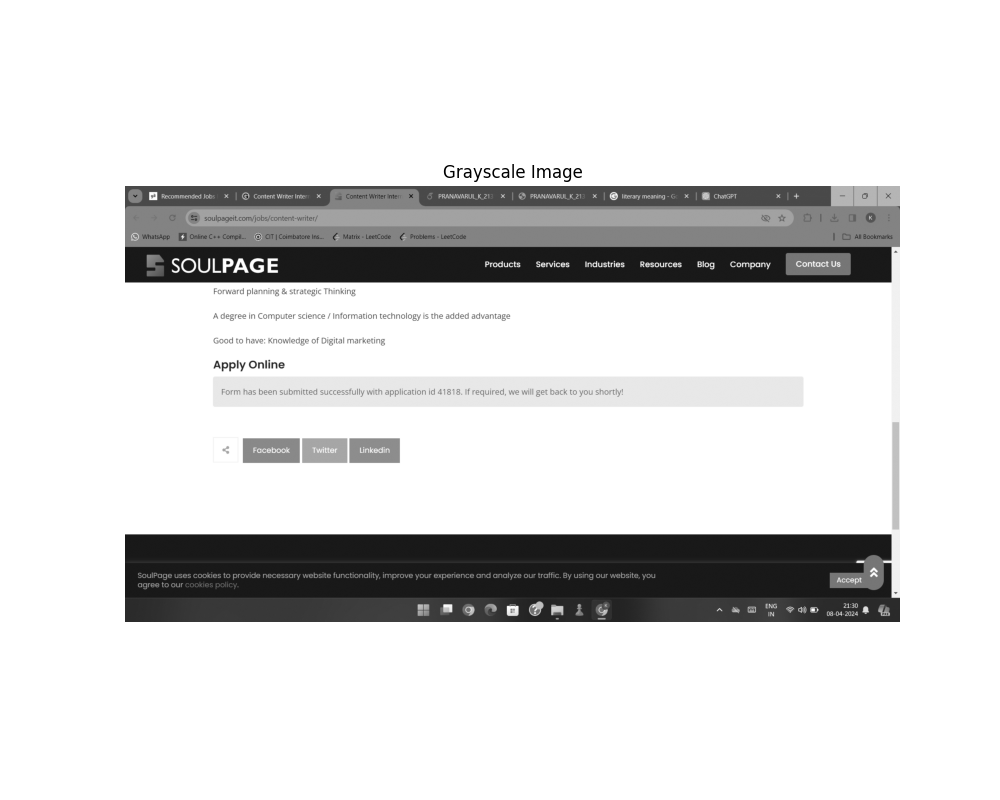 Grayscale Image
Recommended Jobs
Content Writer Inter
Content Writer Inter
PRANAVARUL_K_21
PRANAVARUL_K_21
literary meaning - Go
ChatGPT
soulpageit.com/jobs/content-writer/
WhatsApp Online C++ Compil... CIT | Coimbatore Ins... Matrix - LeetCode Problems - LeetCode All Bookmarks
SOULPAGE Products Services Industries Resources Blog Company Contact Us
Forward planning & strategic Thinking
A degree in Computer science / Information technology is the added advantage
Good to have: Knowledge of Digital marketing
Apply Online
Form has been submitted successfully with application id 41818. If required, we will get back to you shortly!
Facebook Twitter Linkedin
SoulPage uses cookies to provide necessary website functionality, improve your experience and analyze our traffic. By using our website, you
agree to our cookies policy.
Accept
ENG
IN
21:30
08-04-2024